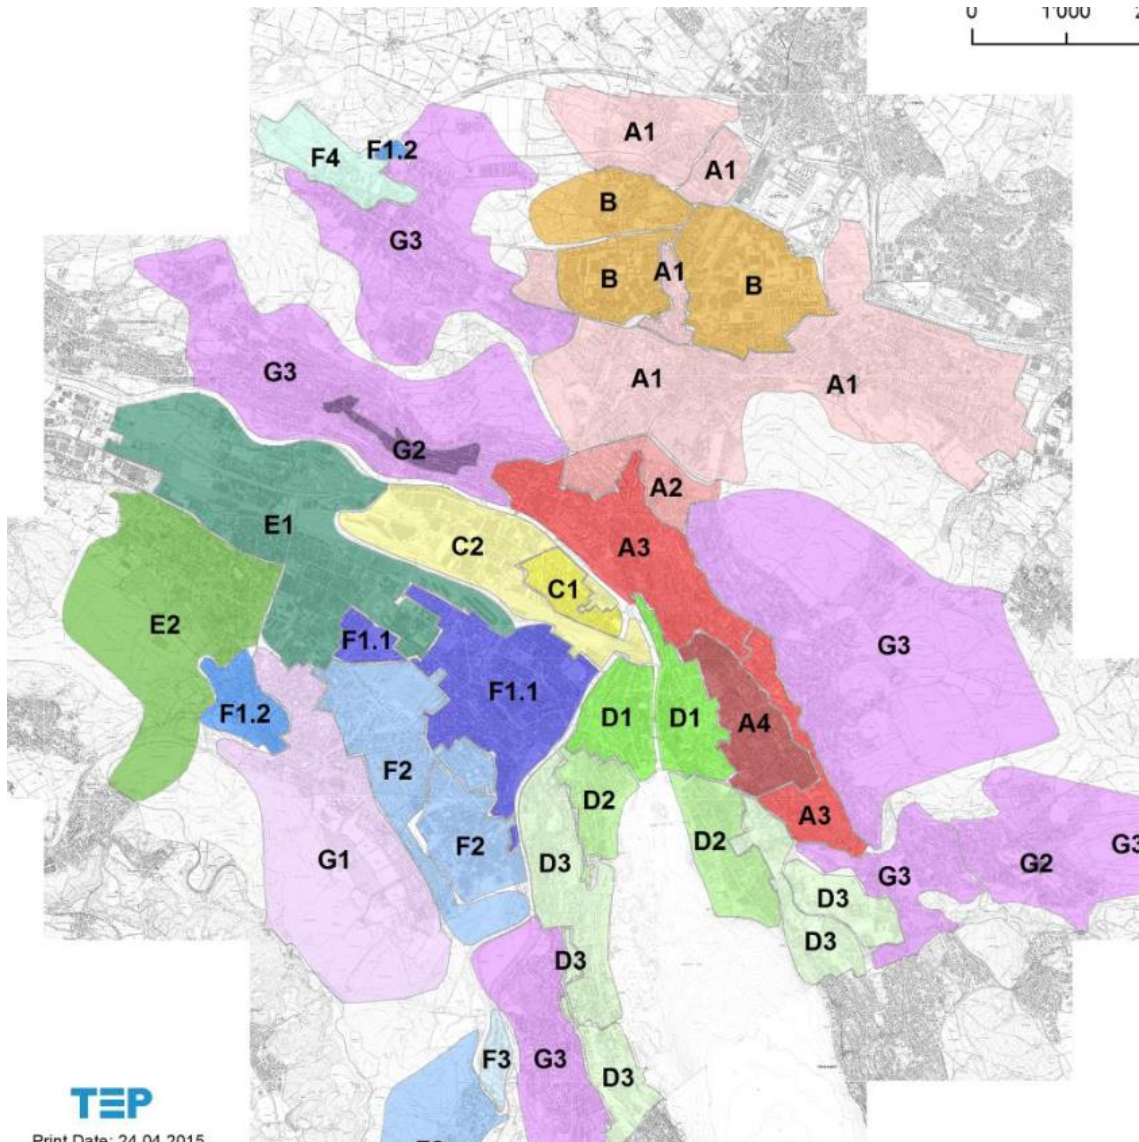 0 1'000
A1
F1.2
F4
A1
B
G3
A1
B
B
G3
A1
A1
G2
A2
E1
C2
A3
C1
E2
F1.1
G3
F1.1
F1.2
D1
D1
A4
F2
D2
A3
F2
D2
G1
D3
G2
G3
G3
D3
D3
D3
F3
G3
D3
TEP
Print Date: 24.04.2015